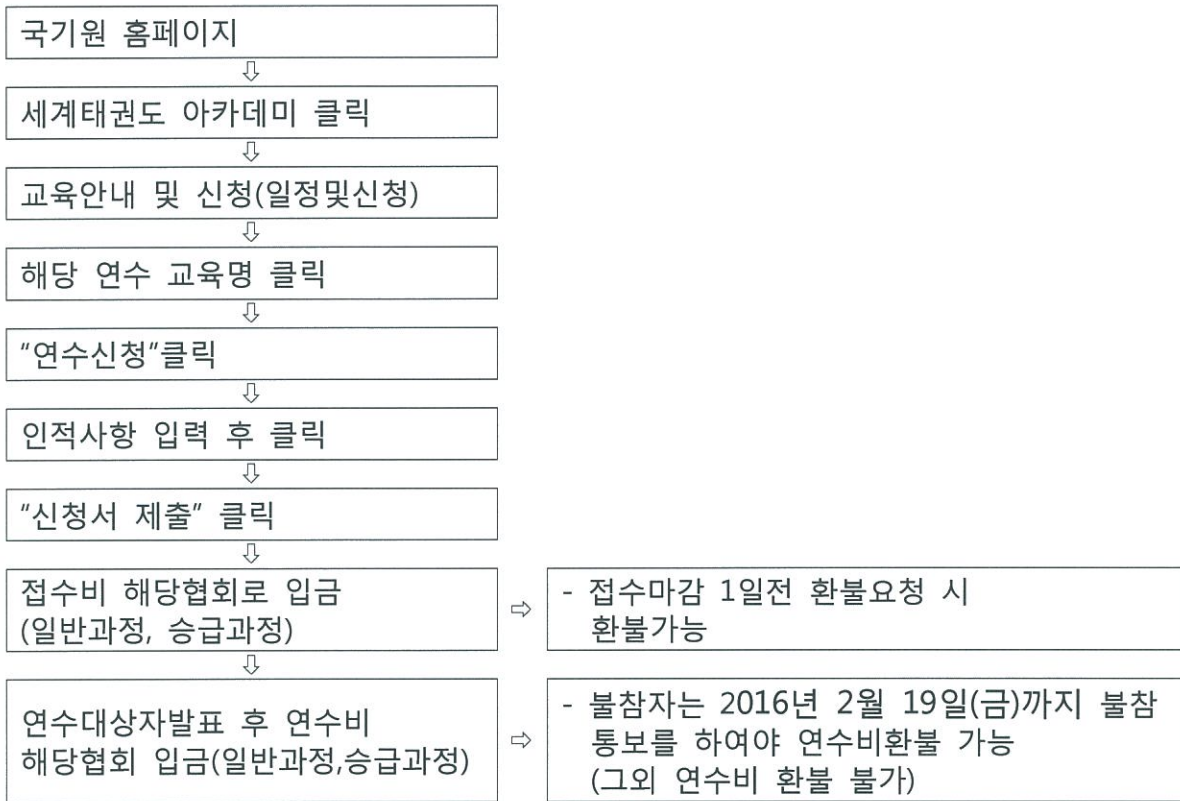 국기원 홈페이지
⇩
세계태권도 아카데미 클릭
⇩
교육안내 및 신청(일정및신청)
⇩
해당 연수 교육명 클릭
⇩
“연수신청”클릭
⇩
인적사항 입력 후 클릭
⇩
“신청서 제출” 클릭
⇩
접수비 해당협회로 입금
(일반과정, 승급과정)
⇨
- 접수마감 1일전 환불요청 시
환불가능
⇩
연수대상자발표 후 연수비
해당협회 입금(일반과정,승급과정)
⇨
- 불참자는 2016년 2월 19일(금)까지 불참
통보를 하여야 연수비환불 가능
(그외 연수비 환불 불가)